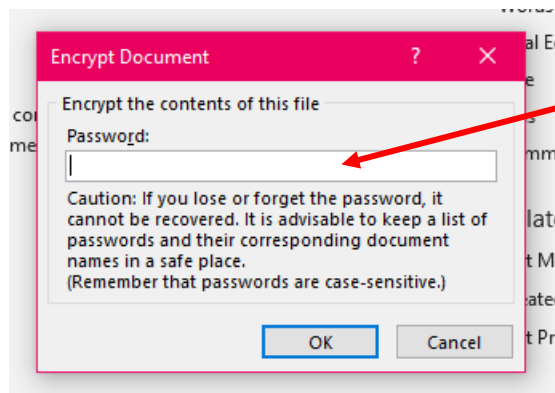 Encrypt Document ? ×
Encrypt the contents of this file
Password:
Caution: If you lose or forget the password, it
cannot be recovered. It is advisable to keep a list of
passwords and their corresponding document
names in a safe place.
(Remember that passwords are case-sensitive.)
OK Cancel